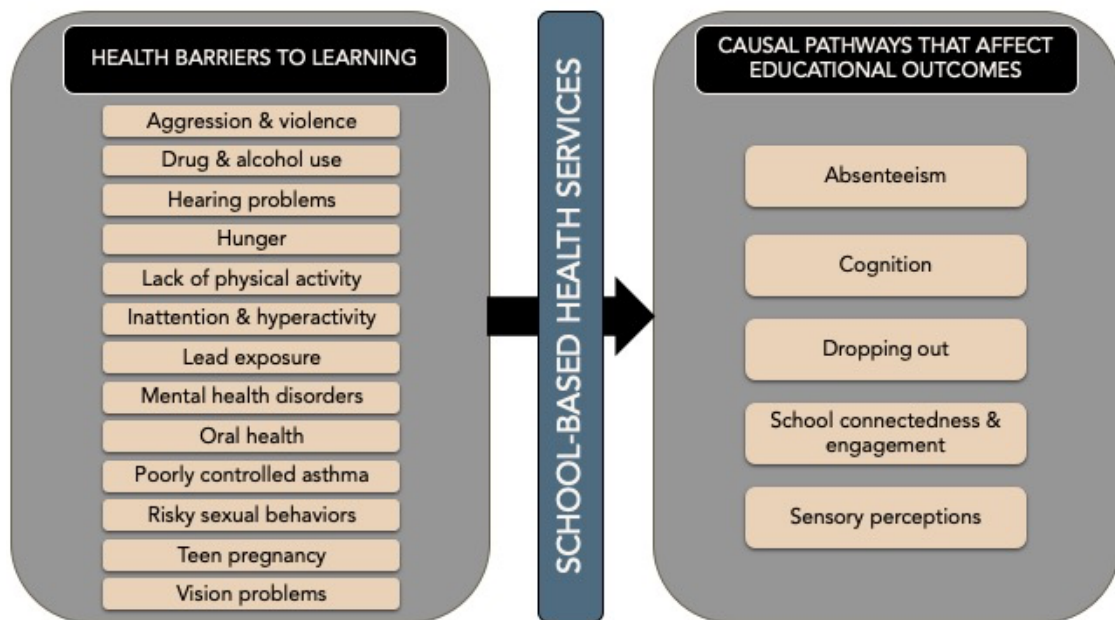 HEALTH BARRIERS TO LEARNING
Aggression & violence
Drug & alcohol use
Hearing problems
Hunger
Lack of physical activity
Inattention & hyperactivity
Lead exposure
Mental health disorders
Oral health
Poorly controlled asthma
Risky sexual behaviors
Teen pregnancy
Vision problems
SCHOOL-BASED HEALTH SERVICES
CAUSAL PATHWAYS THAT AFFECT
EDUCATIONAL OUTCOMES
Absenteeism
Cognition
Dropping out
School connectedness &
engagement
Sensory perceptions